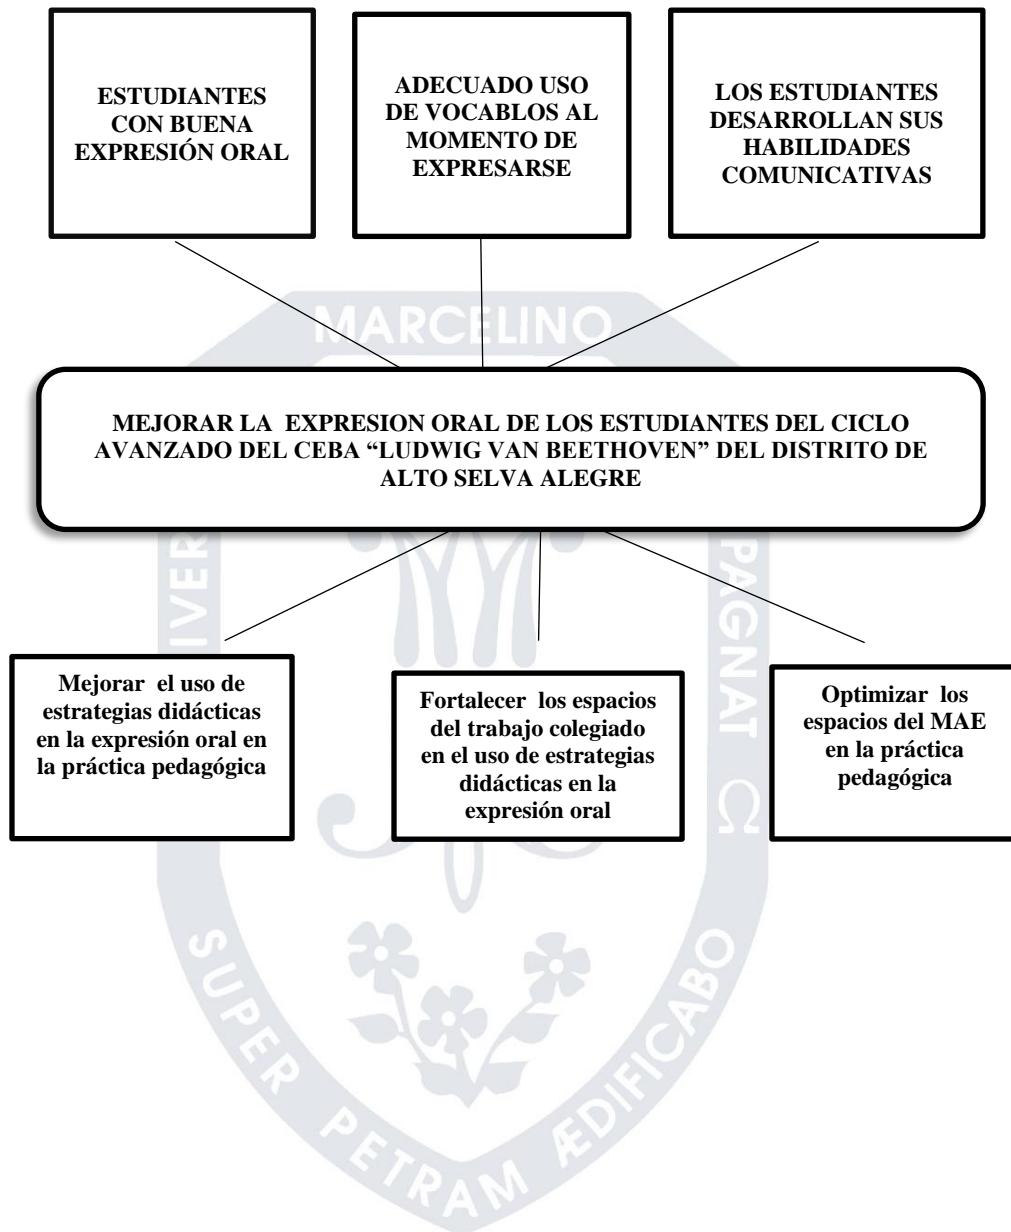 ESTUDIANTES
CON BUENA
EXPRESIÓN ORAL
ADECUADO USO
DE VOCABLOS AL
MOMENTO DE
EXPRESARSE
LOS ESTUDIANTES
DESARROLLAN SUS
HABILIDADES
COMUNICATIVAS
MARCELINO
MEJORAR LA  EXPRESION ORAL DE LOS ESTUDIANTES DEL CICLO
AVANZADO DEL CEBA “LUDWIG VAN BEETHOVEN” DEL DISTRITO DE
ALTO SELVA ALEGRE
IVER
PAGNAT Ω
Mejorar  el uso de
estrategias didácticas
en la expresión oral en
la práctica pedagógica
Fortalecer  los espacios
del trabajo colegiado
en el uso de estrategias
didácticas en la
expresión oral
Optimizar  los
espacios del MAE
en la práctica
pedagógica
SUPER PETRAM ÆDIFICABO